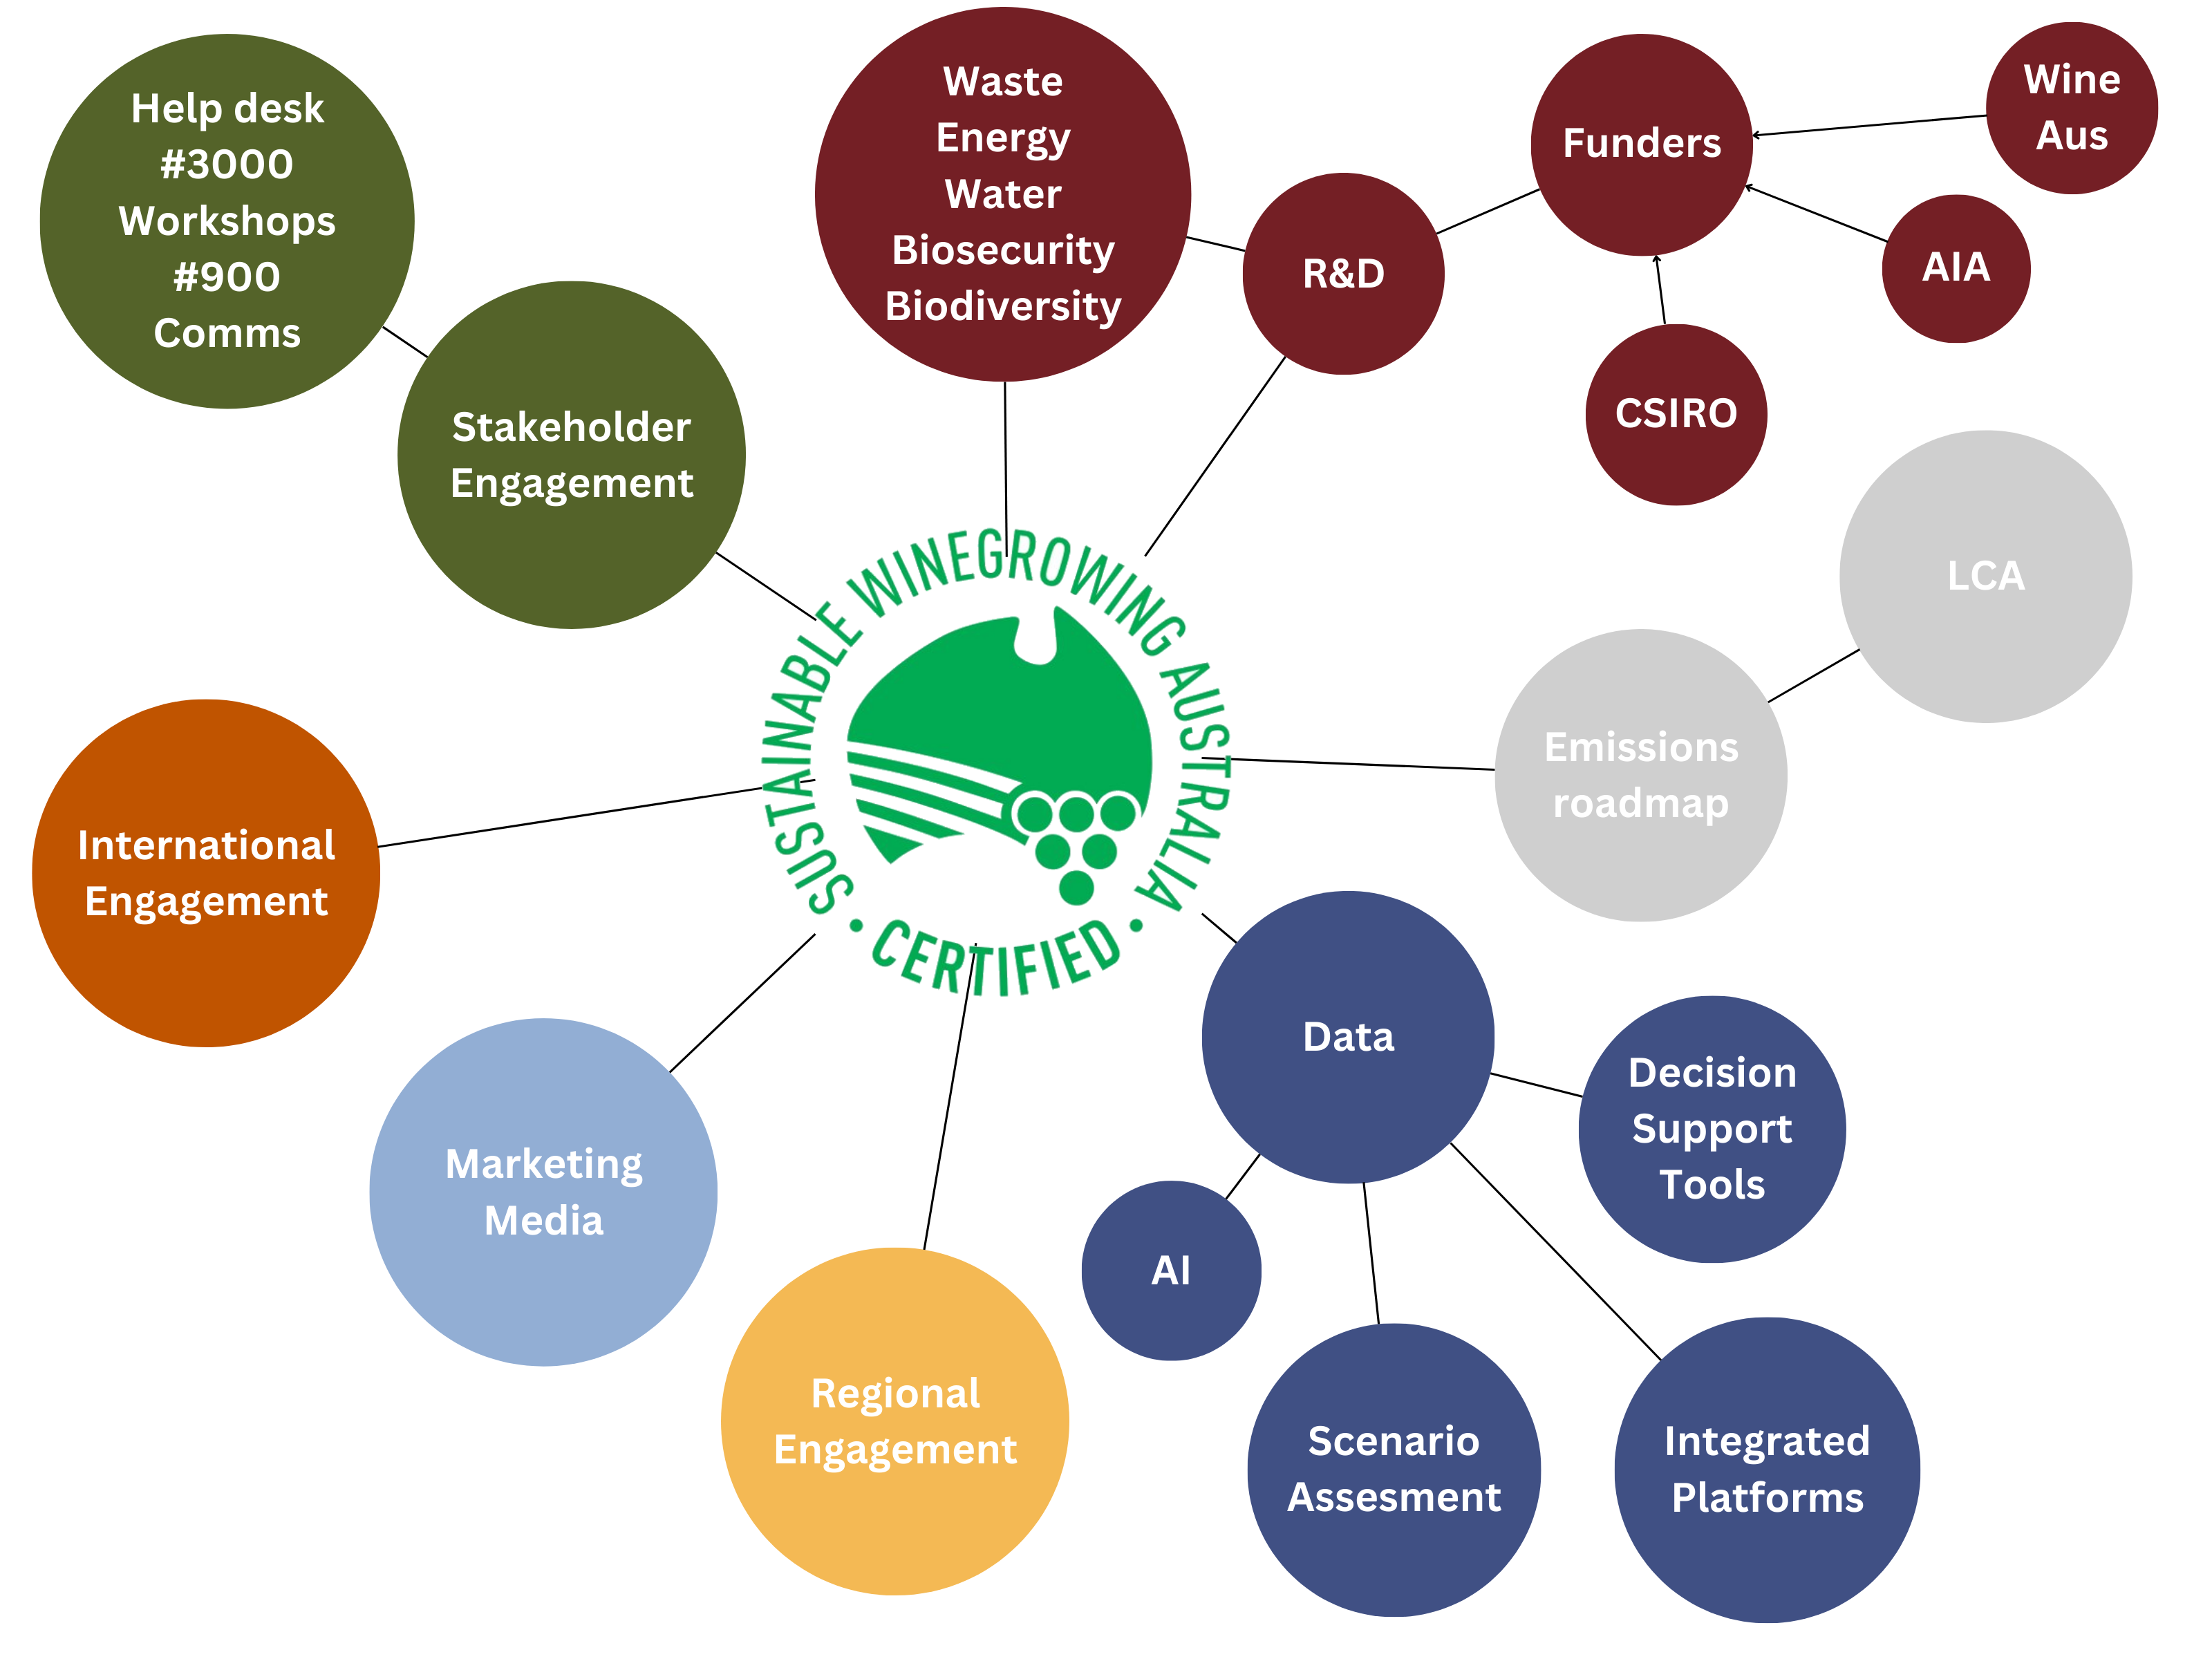 Help desk
#3000
Workshops
#900
Comms
Stakeholder
Engagement
Waste
Energy
Water
Biosecurity
Biodiversity
R&D
Funders
Wine
Aus
AIA
CSIRO
LCA
Emissions
roadmap
SUSTAINABLE WINEGROWING AUSTRALIA
• CERTIFIED •
International
Engagement
Marketing
Media
Regional
Engagement
Data
Decision
Support
Tools
AI
Scenario
Assesment
Integrated
Platforms